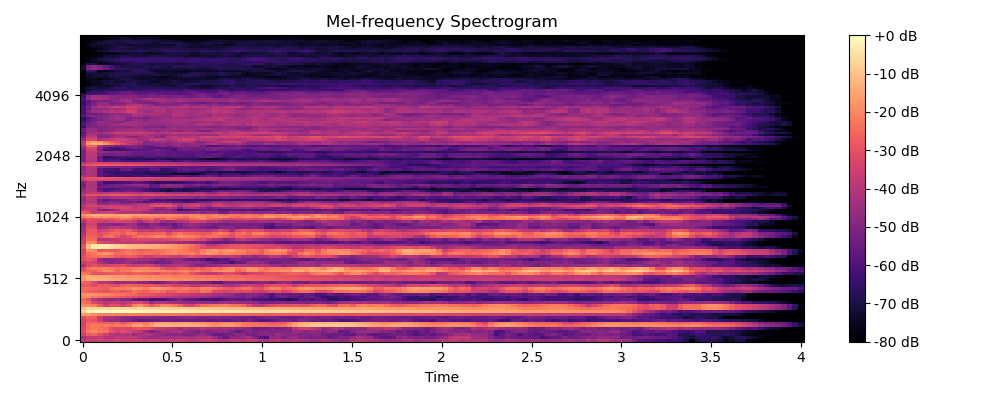 Mel-frequency Spectrogram
Hz
4096
2048
1024
512
0
0 0.5 1 1.5 2 2.5 3 3.5 4
Time
+0 dB
-10 dB
-20 dB
-30 dB
-40 dB
-50 dB
-60 dB
-70 dB
-80 dB